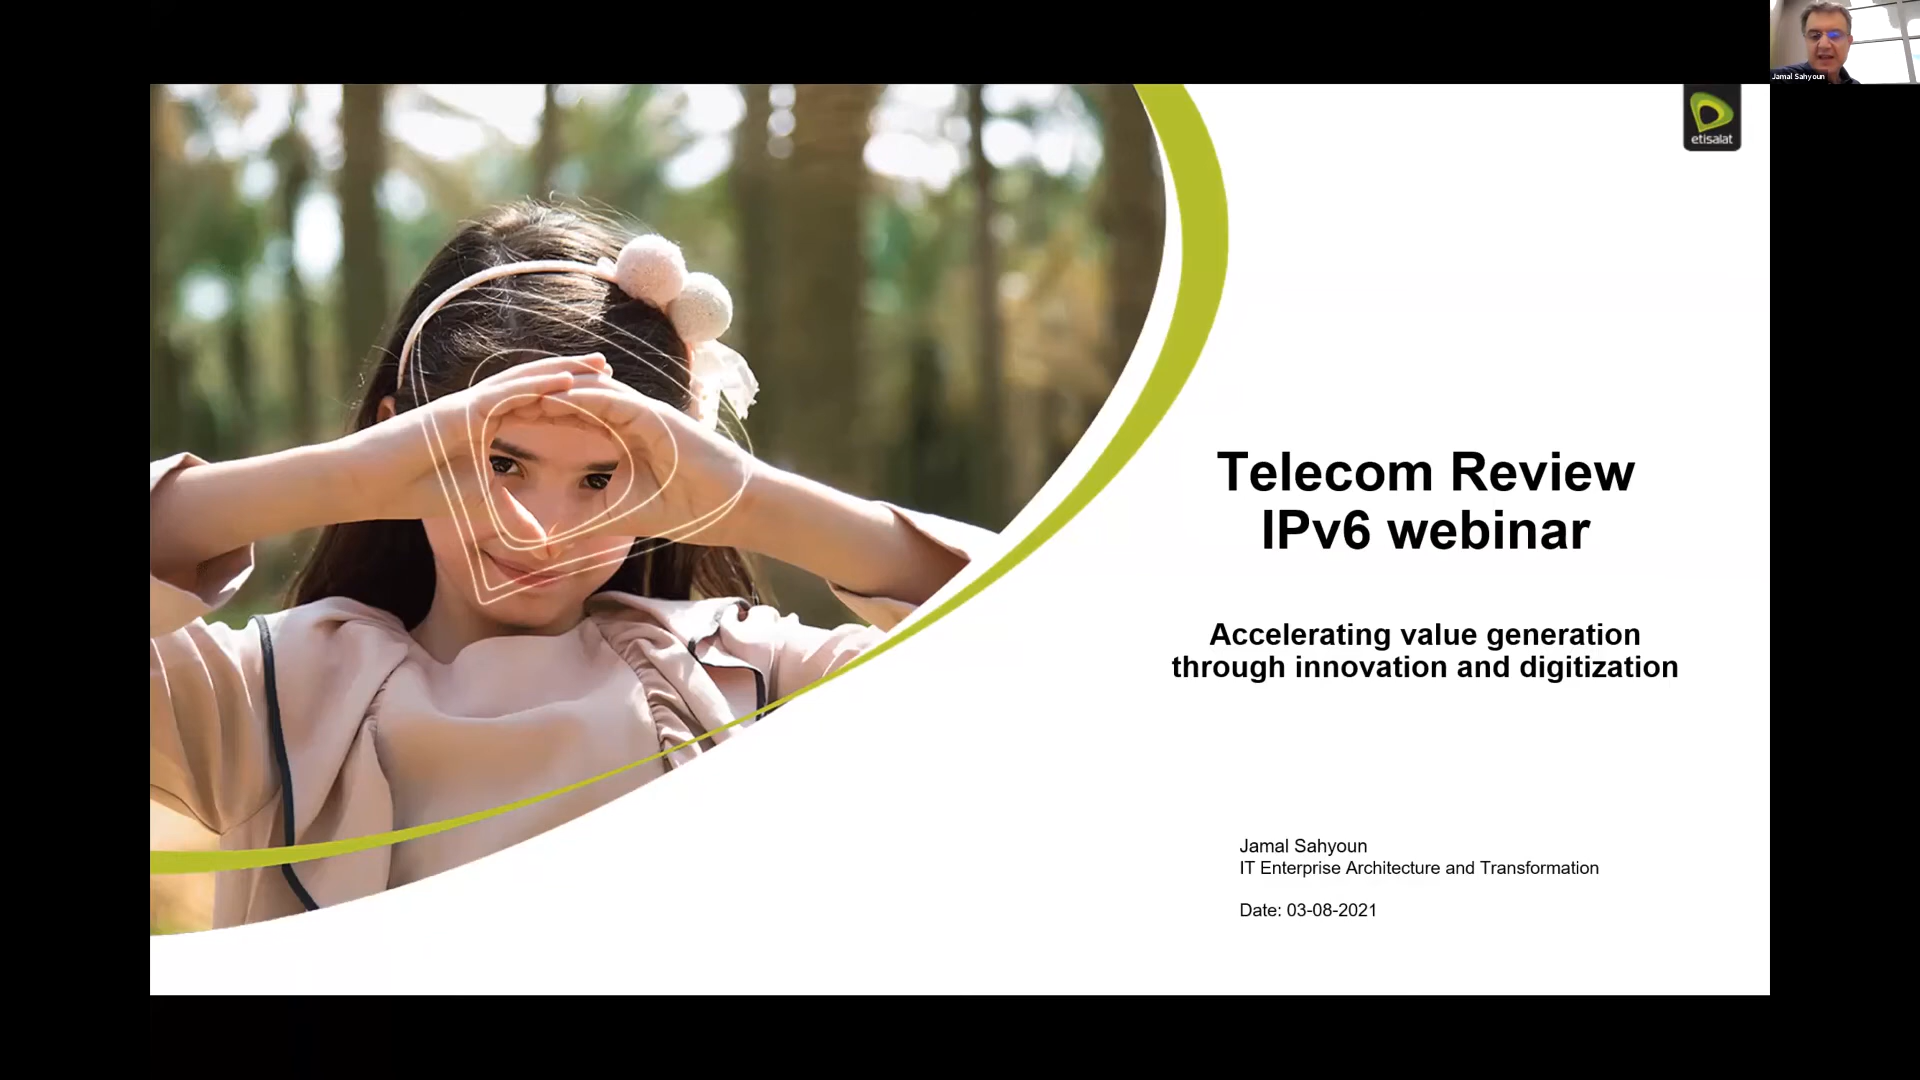 Jamal Sahyoun
etisalat
Telecom Review
IPv6 webinar
Accelerating value generation
through innovation and digitization
Jamal Sahyoun
IT Enterprise Architecture and Transformation
Date: 03-08-2021